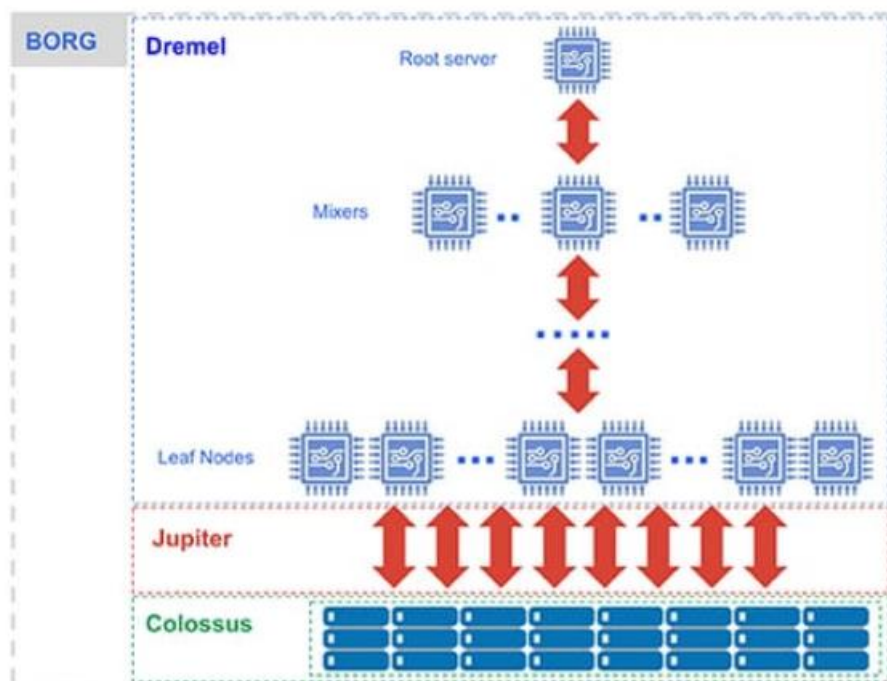 BORG
Dremel
Root server
Mixers
Leaf Nodes
Jupiter
Colossus